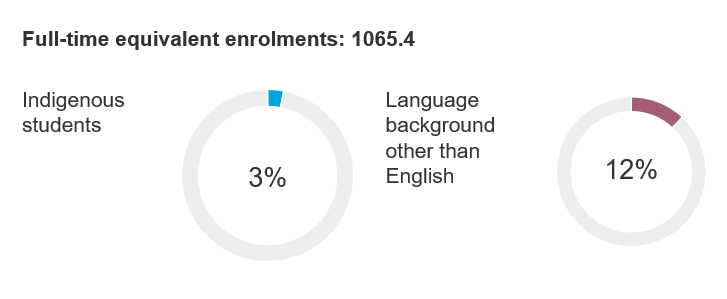 Full-time equivalent enrolments: 1065.4
Indigenous
students
3%
Language
background
other than
English
12%